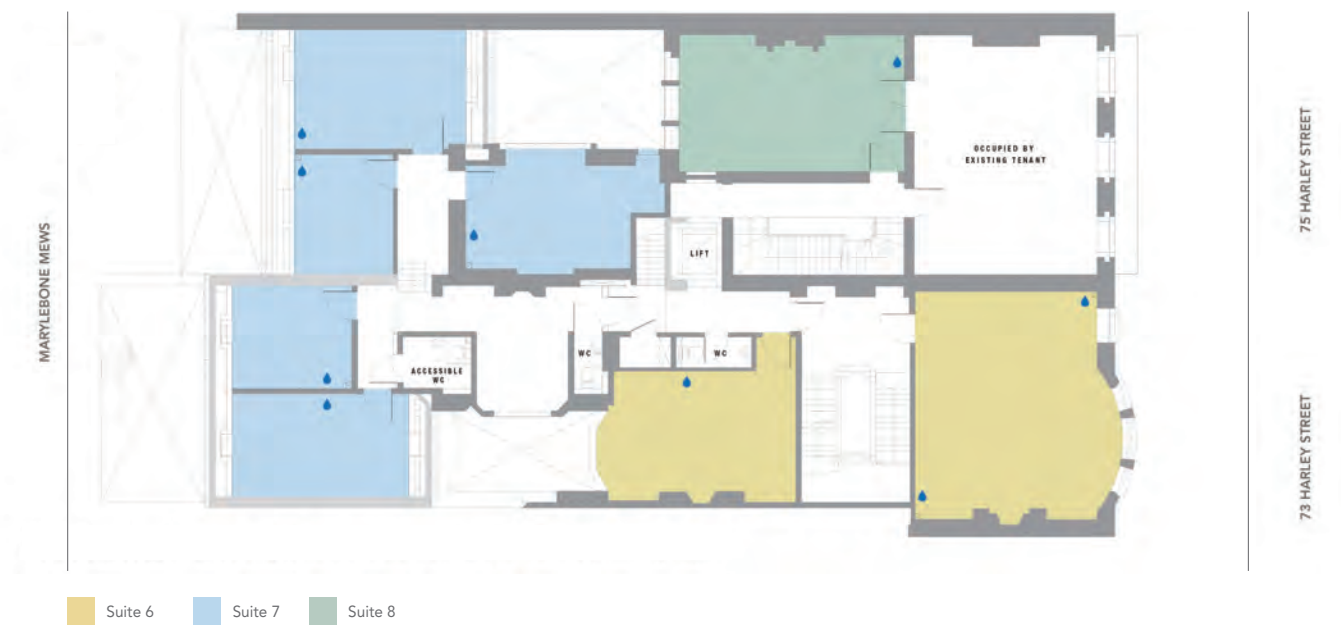 MARYLEBONE MEWS
OCCUPIED BY
EXISTING TENANT
LIFT
WC
WC
ACCESSIBLE
WC
75 HARLEY STREET
73 HARLEY STREET
Suite 6
Suite 7
Suite 8